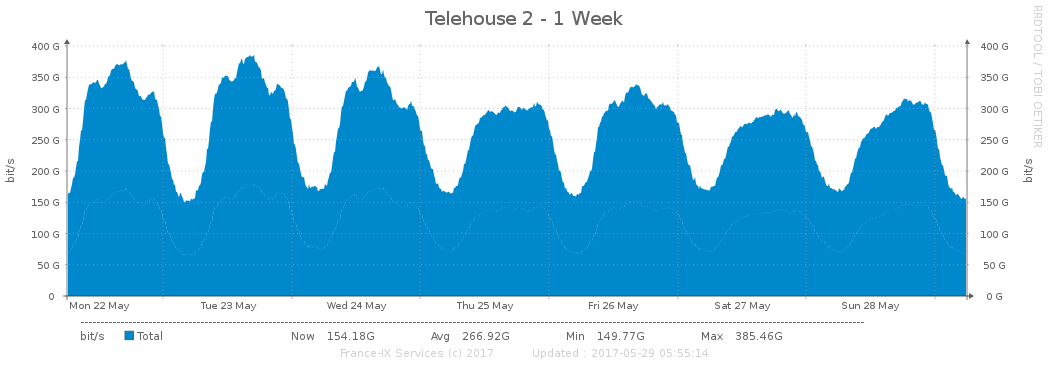 Telehouse 2 - 1 Week
RRDTOOL / TOBI OETIKER
bit/s
400 G
350 G
300 G
250 G
200 G
150 G
100 G
50 G
0
400 G
350 G
300 G
250 G
200 G
150 G
100 G
50 G
0 G
bit/s
Mon 22 May Tue 23 May Wed 24 May Thu 25 May Fri 26 May Sat 27 May Sun 28 May
bit/s Total Now 154.18G Avg 266.92G Min 149.77G Max 385.46G
France-IX Services (c) 2017 Updated : 2017-05-29 05:55:14